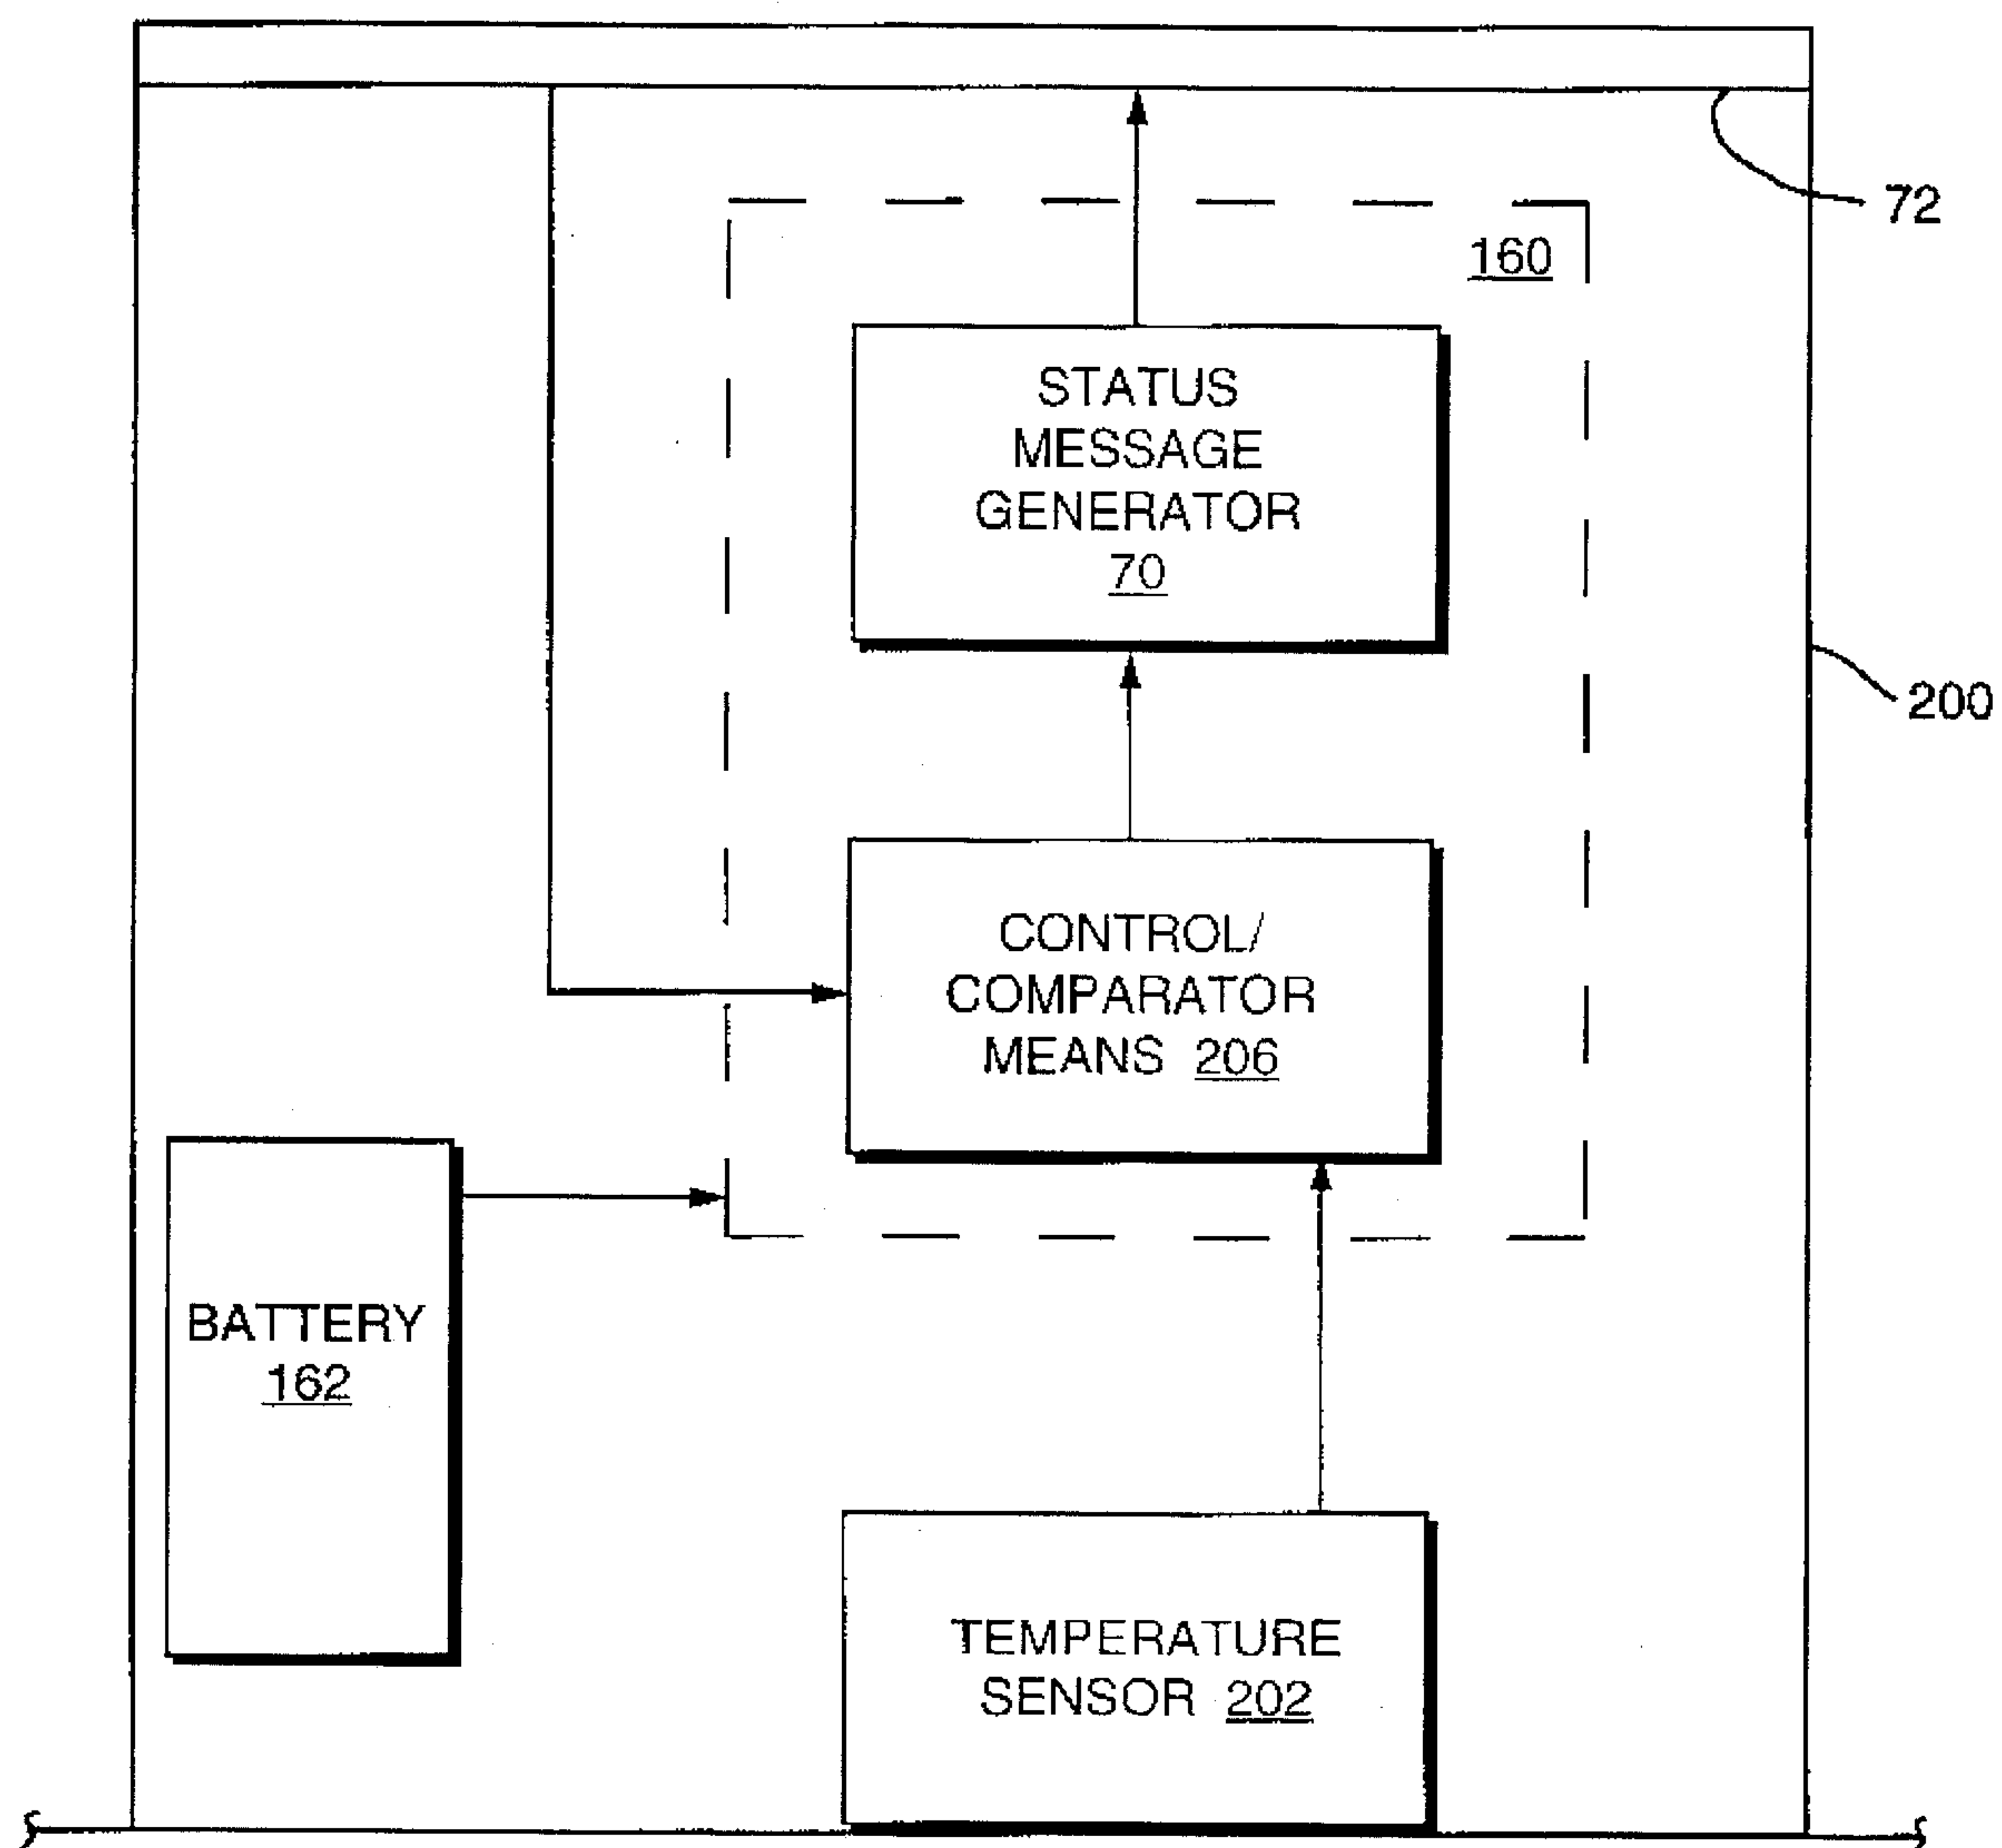 72
160
STATUS
MESSAGE
GENERATOR
70
200
CONTROL/
COMPARATOR
MEANS 206
BATTERY
162
TEMPERATURE
SENSOR 202